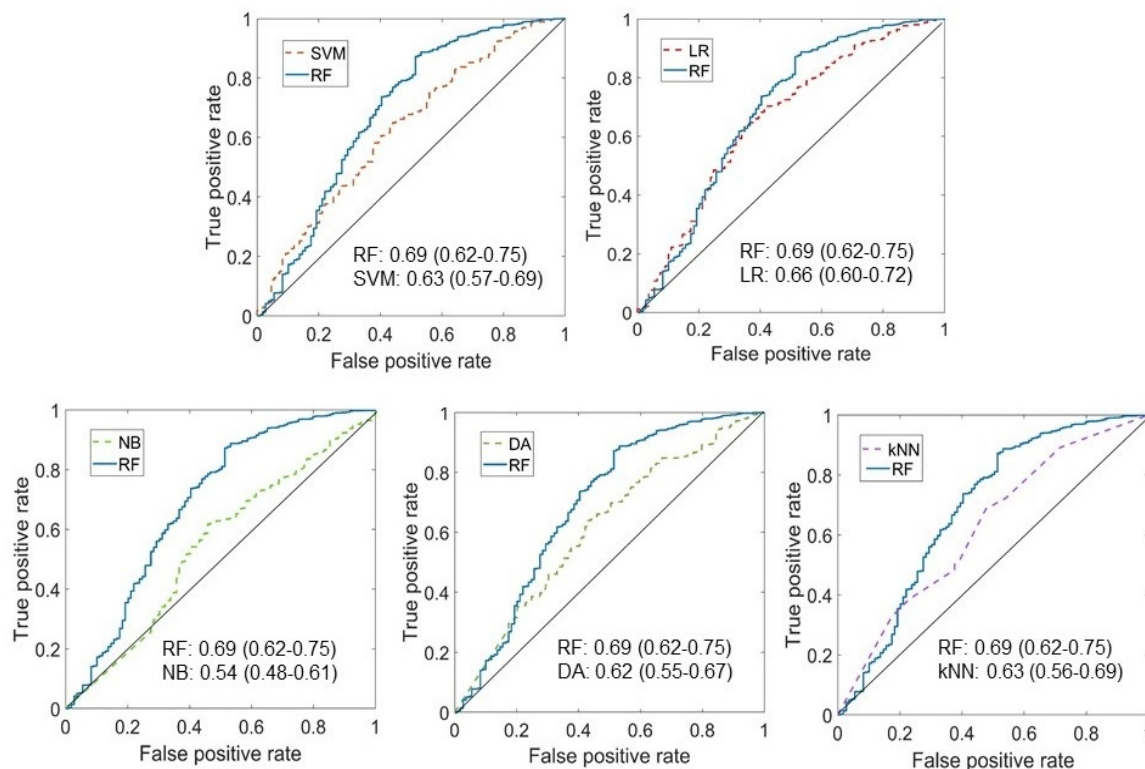 1
0.8
0.6
0.4
0.2
0
True positive rate
SVM
RF
RF: 0.69 (0.62-0.75)
SVM: 0.63 (0.57-0.69)
0 0.2 0.4 0.6 0.8 1
False positive rate
1
0.8
0.6
0.4
0.2
0
True positive rate
LR
RF
RF: 0.69 (0.62-0.75)
LR: 0.66 (0.60-0.72)
0 0.2 0.4 0.6 0.8 1
False positive rate
1
0.8
0.6
0.4
0.2
0
True positive rate
NB
RF
RF: 0.69 (0.62-0.75)
NB: 0.54 (0.48-0.61)
0 0.2 0.4 0.6 0.8 1
False positive rate
1
0.8
0.6
0.4
0.2
0
True positive rate
DA
RF
RF: 0.69 (0.62-0.75)
DA: 0.62 (0.55-0.67)
0 0.2 0.4 0.6 0.8 1
False positive rate
1
0.8
0.6
0.4
0.2
0
True positive rate
kNN
RF
RF: 0.69 (0.62-0.75)
kNN: 0.63 (0.56-0.69)
0 0.2 0.4 0.6 0.8 1
False positive rate